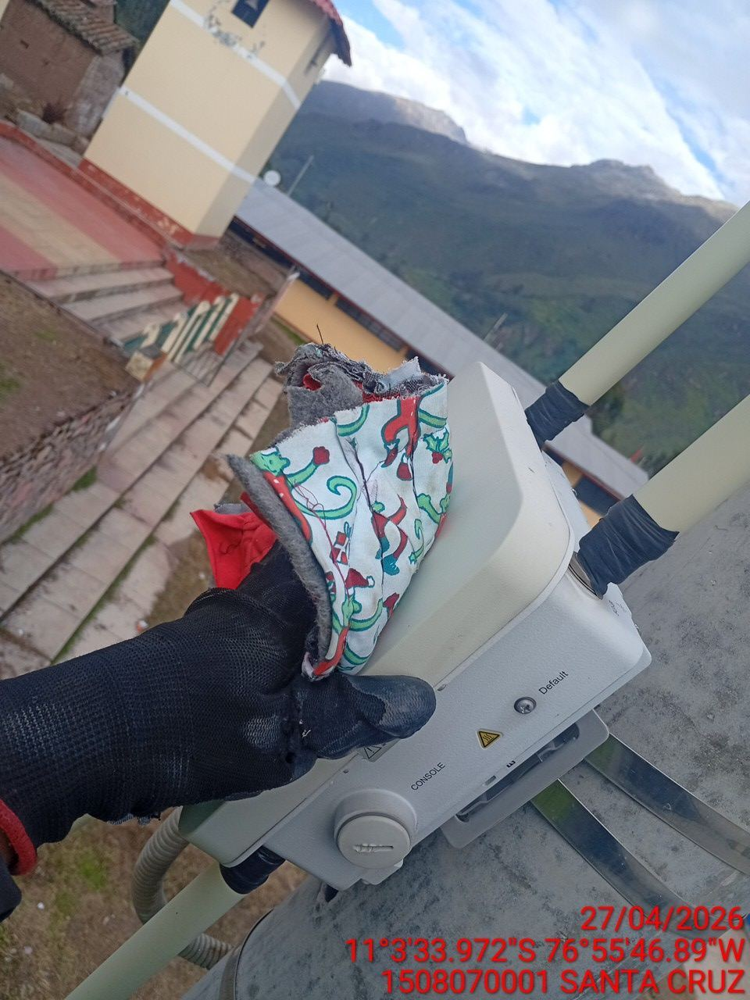 Default
CONSOLE
27/04/2026
11°3'33.972"S 76°55'46.89"W
1508070001 SANTA CRUZ